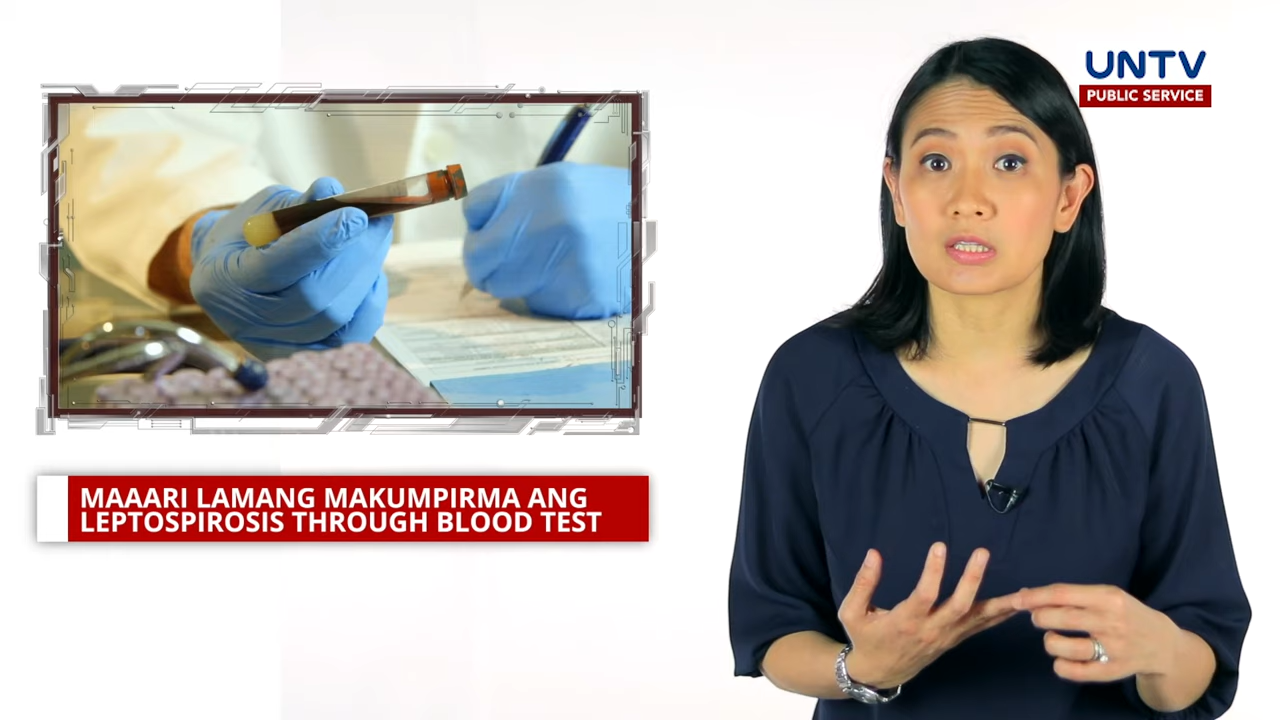 UNTV
PUBLIC SERVICE
MAAARI LAMANG MAKUMPIRMA ANG
LEPTOSPIROSIS THROUGH BLOOD TEST